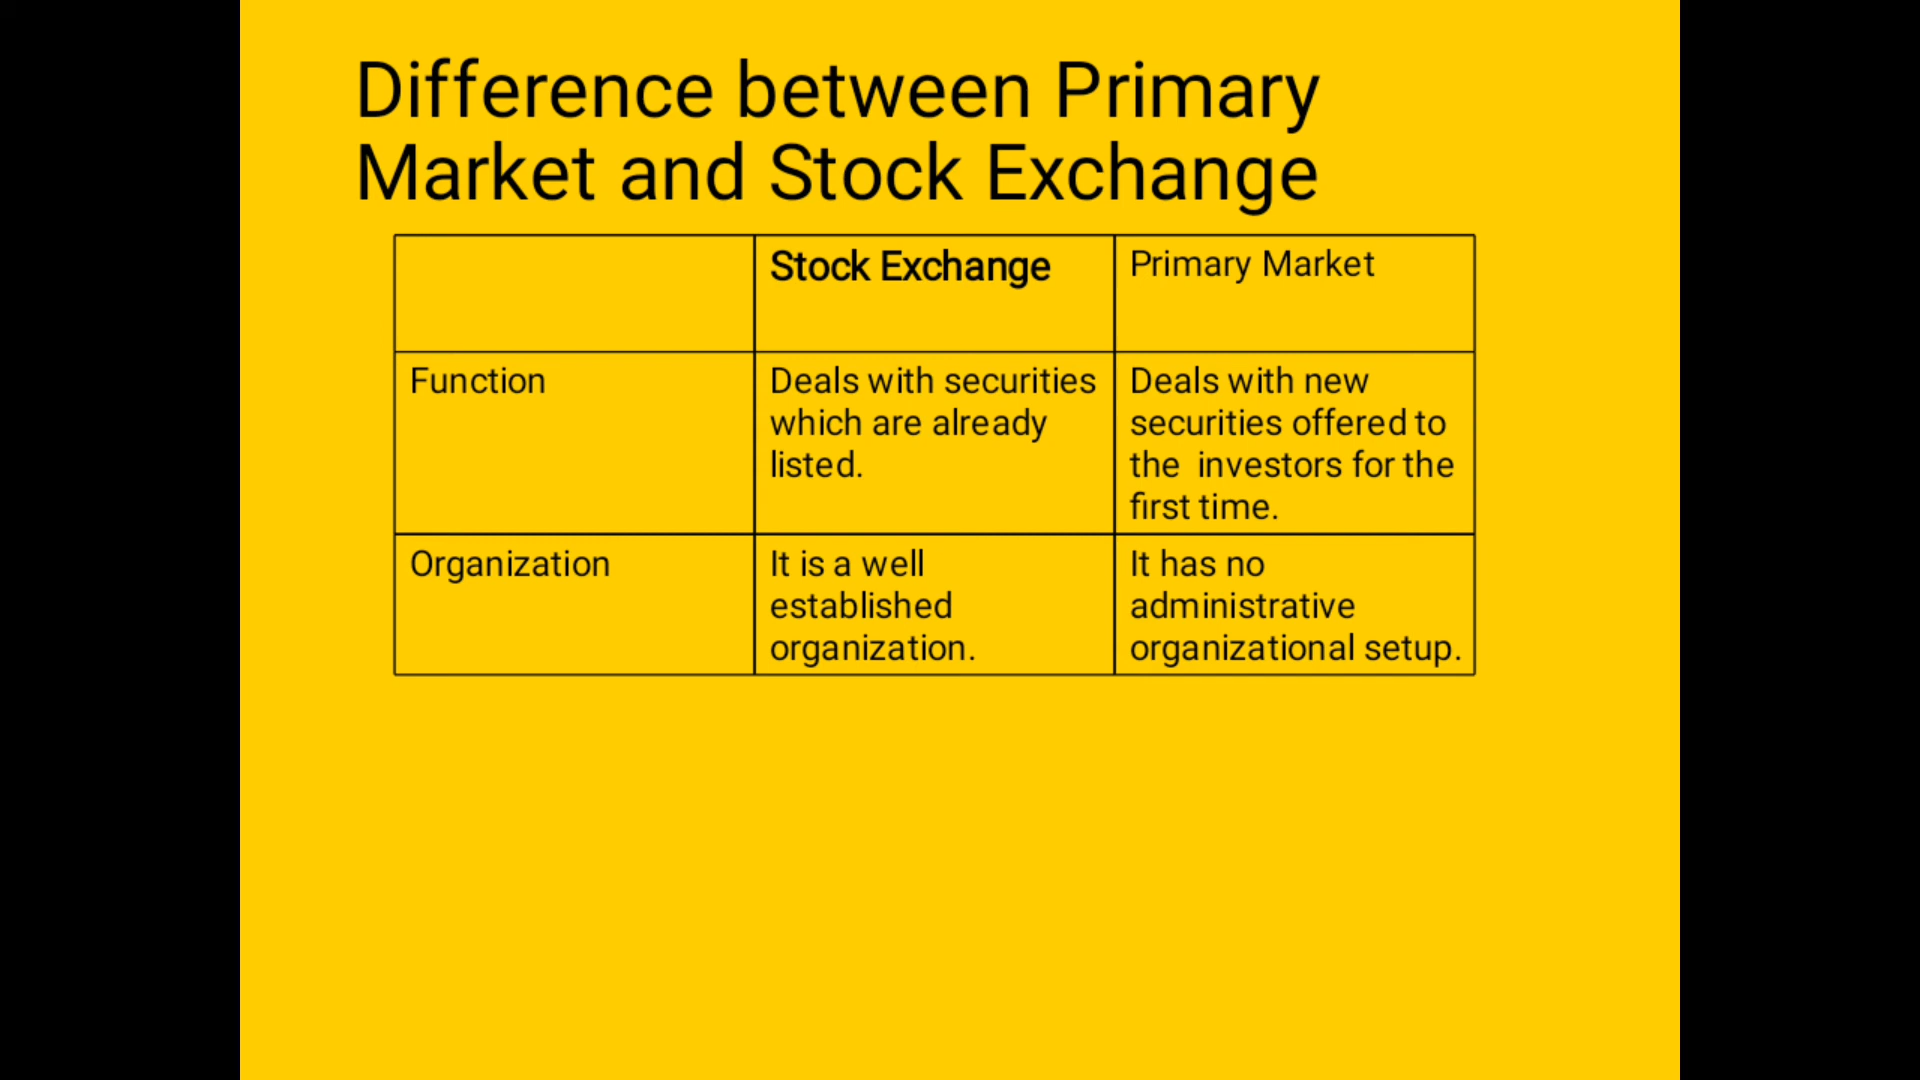 Difference between Primary
Market and Stock Exchange
Stock Exchange
Primary Market
Function
Deals with securities
which are already
listed.
Deals with new
securities offered to
the  investors for the
first time.
Organization
It is a well
established
organization.
It has no
administrative
organizational setup.